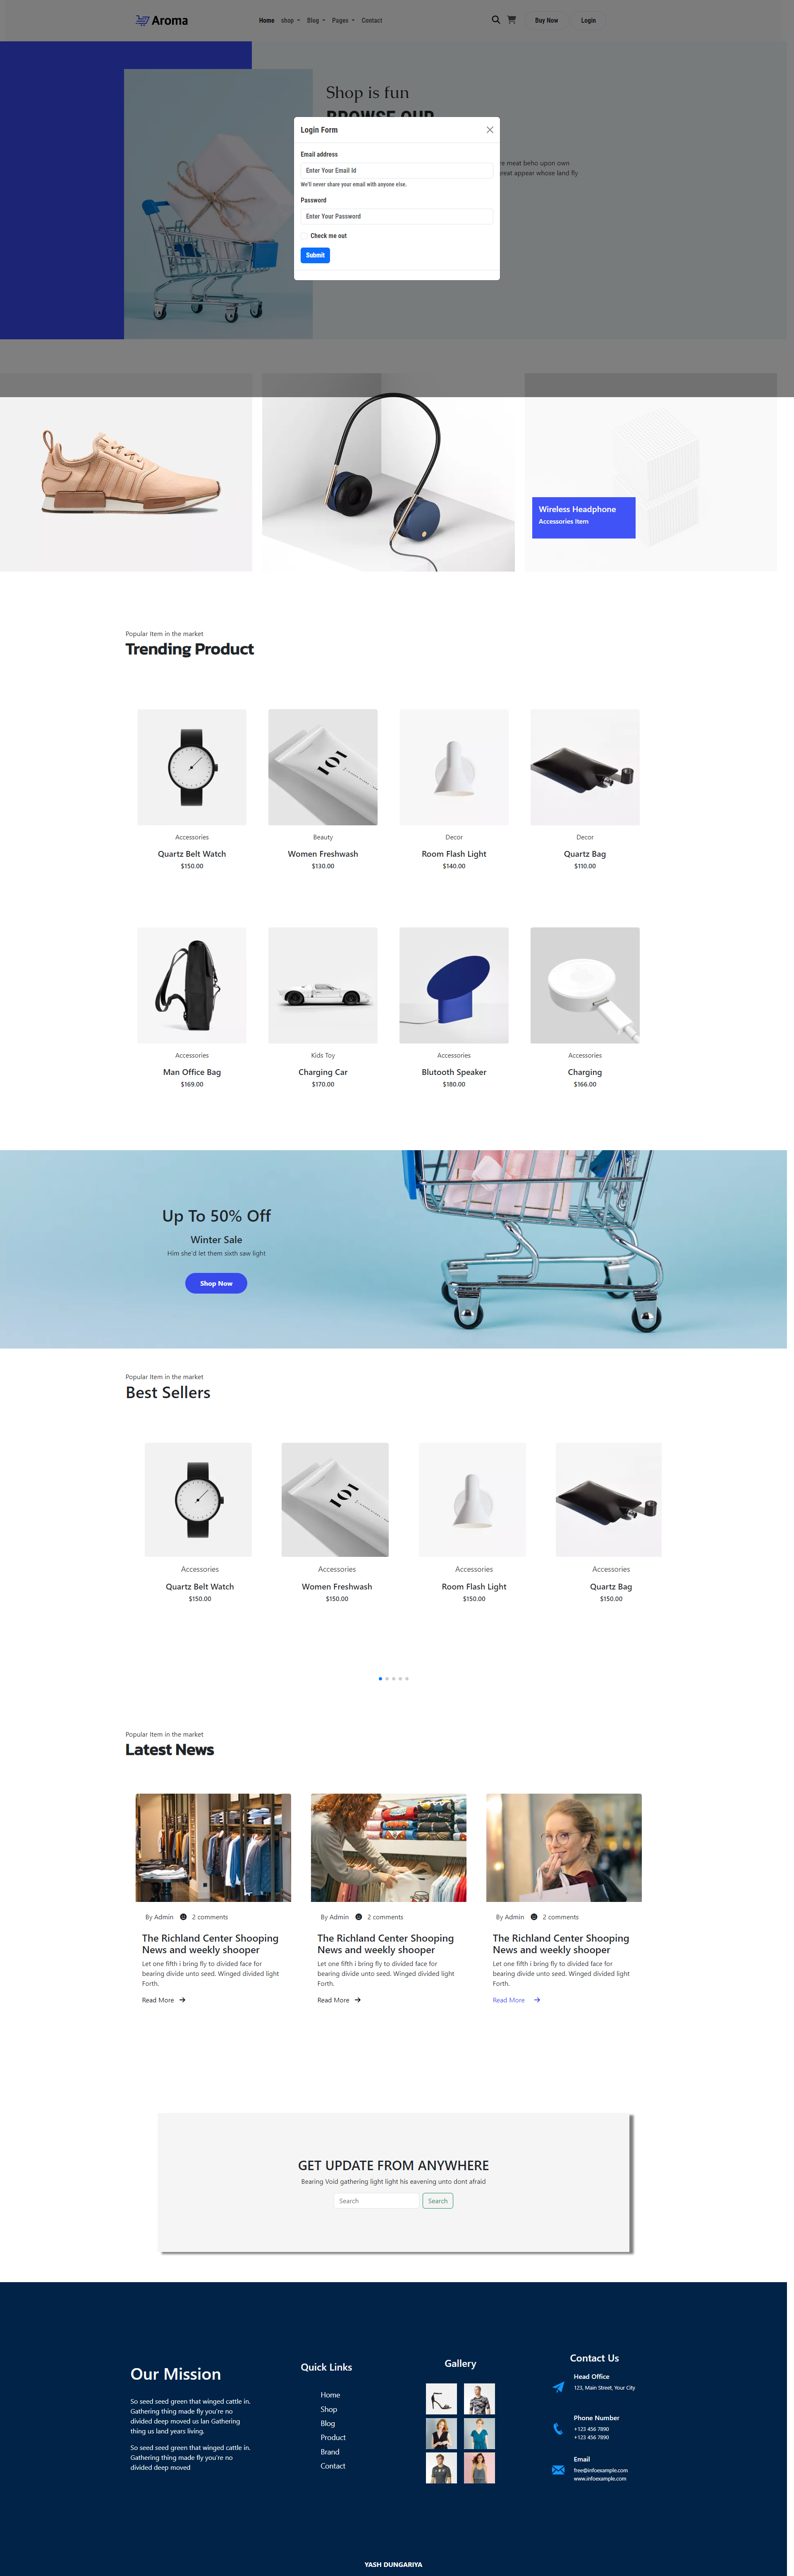 Aroma
Home shop Blog Pages Contact
Buy Now Login
Shop is fun
BROWSE OUR
re meat beho upon own
reat appear whose land fly
Login Form
Email address
Enter Your Email Id
We'll never share your email with anyone else.
Password
Enter Your Password
Check me out
Submit
Wireless Headphone
Accessories Item
Popular Item in the market
Trending Product
101
Accessories Beauty Decor Decor
Quartz Belt Watch Women Freshwash Room Flash Light Quartz Bag
$150.00 $130.00 $140.00 $110.00
Accessories Kids Toy Accessories Accessories
Man Office Bag Charging Car Blutooth Speaker Charging
$169.00 $170.00 $180.00 $166.00
Up To 50% Off
Winter Sale
Him she'd let them sixth saw light
Shop Now
Popular Item in the market
Best Sellers
101
Accessories Accessories Accessories Accessories
Quartz Belt Watch Women Freshwash Room Flash Light Quartz Bag
$150.00 $150.00 $150.00 $150.00
Popular Item in the market
Latest News
By Admin 2 comments
The Richland Center Shooping
News and weekly shooper
Let one fifth i bring fly to divided face for
bearing divide unto seed. Winged divided light
Forth.
Read More
By Admin 2 comments
The Richland Center Shooping
News and weekly shooper
Let one fifth i bring fly to divided face for
bearing divide unto seed. Winged divided light
Forth.
Read More
By Admin 2 comments
The Richland Center Shooping
News and weekly shooper
Let one fifth i bring fly to divided face for
bearing divide unto seed. Winged divided light
Forth.
Read More
GET UPDATE FROM ANYWHERE
Bearing Void gathering light light his eavening unto dont afraid
Search Search
Our Mission
So seed seed green that winged cattle in.
Gathering thing made fly you're no
divided deep moved us lan Gathering
thing us land years living.
So seed seed green that winged cattle in.
Gathering thing made fly you're no
divided deep moved
Quick Links
Home
Shop
Blog
Product
Brand
Contact
Gallery
Contact Us
Head Office
123, Main Street, Your City
Phone Number
+123 456 7890
+123 456 7890
Email
free@infoexample.com
www.infoexample.com
YASH DUNGARIYA